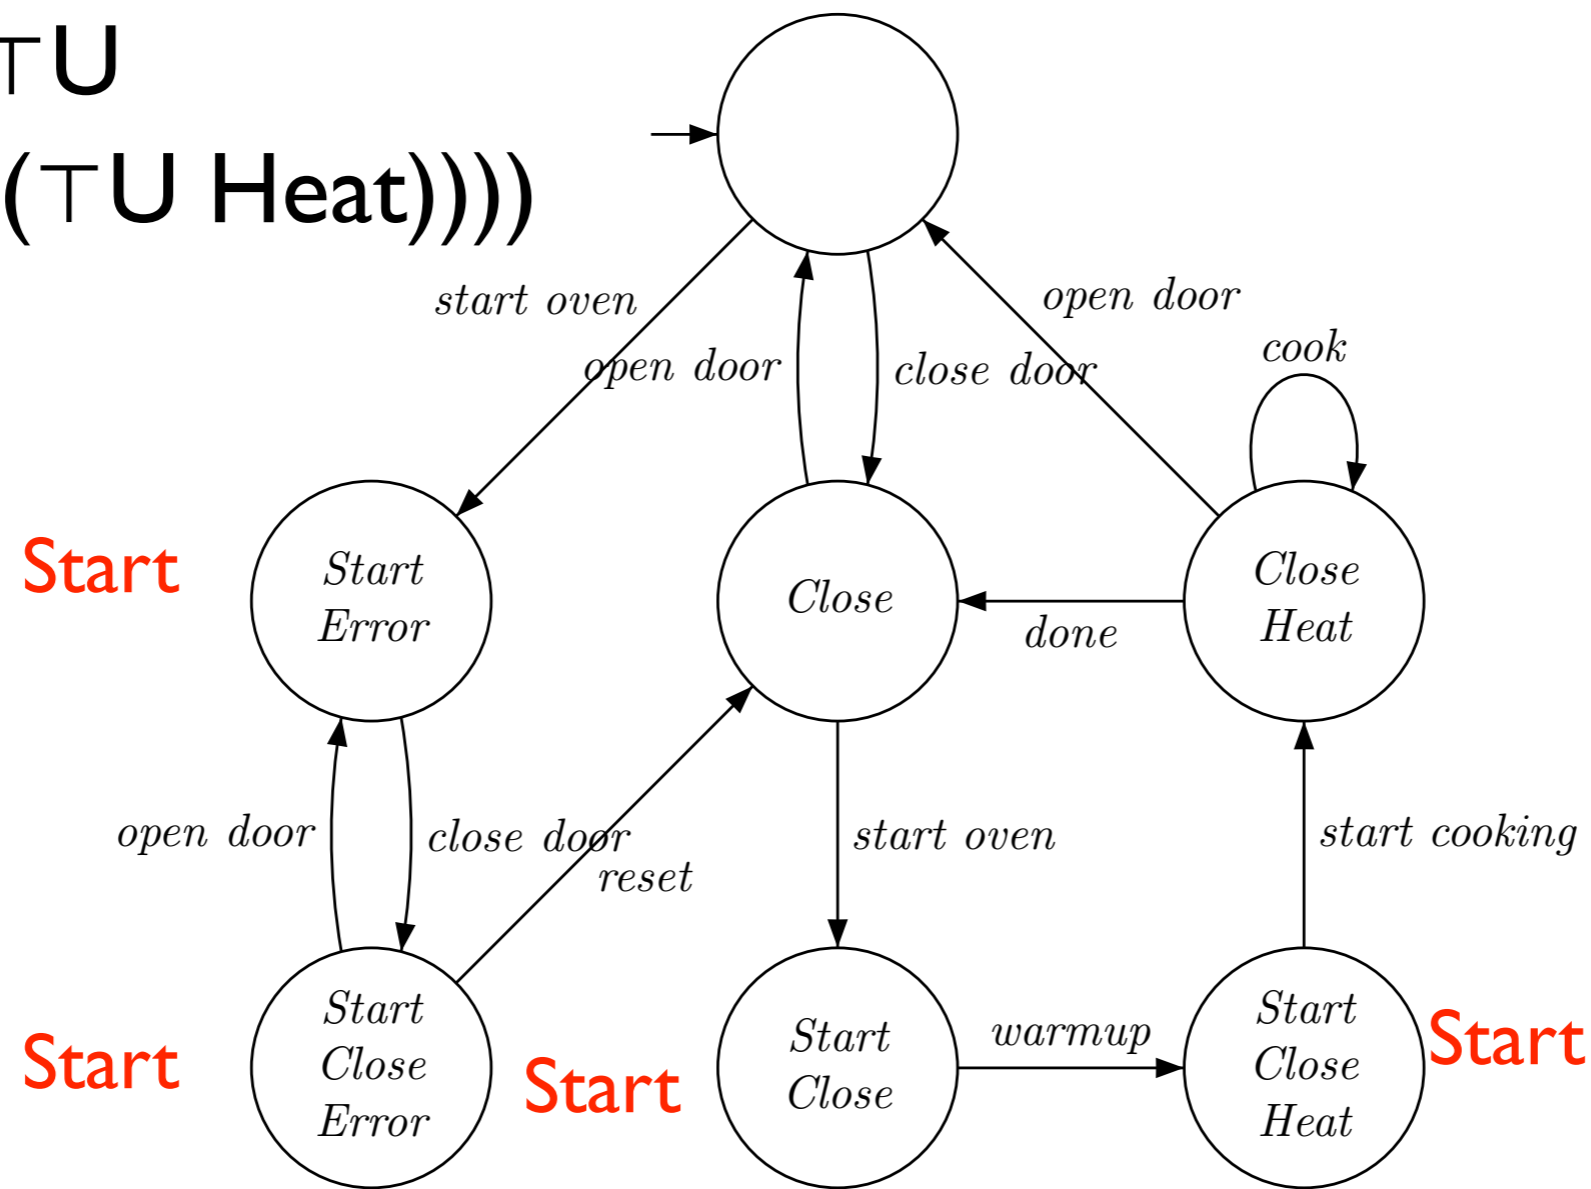 ⊤U
(⊤U Heat))))
start oven
open door
open door
close door
cook
Start
Start
Error
Close
Close
Heat
done
open door
close door
reset
start oven
start cooking
Start
Start
Close
Error
Start
Start
Close
warmup
Start
Close
Heat
Start